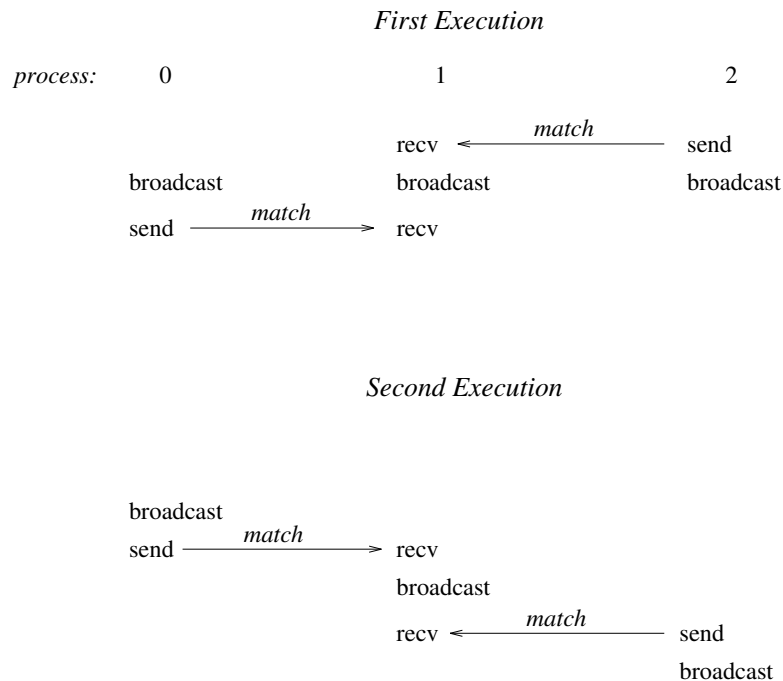 First Execution
process: 0 1 2
match
recv send
broadcast broadcast broadcast
match
send recv
Second Execution
broadcast
match
send recv
broadcast
match
recv send
broadcast